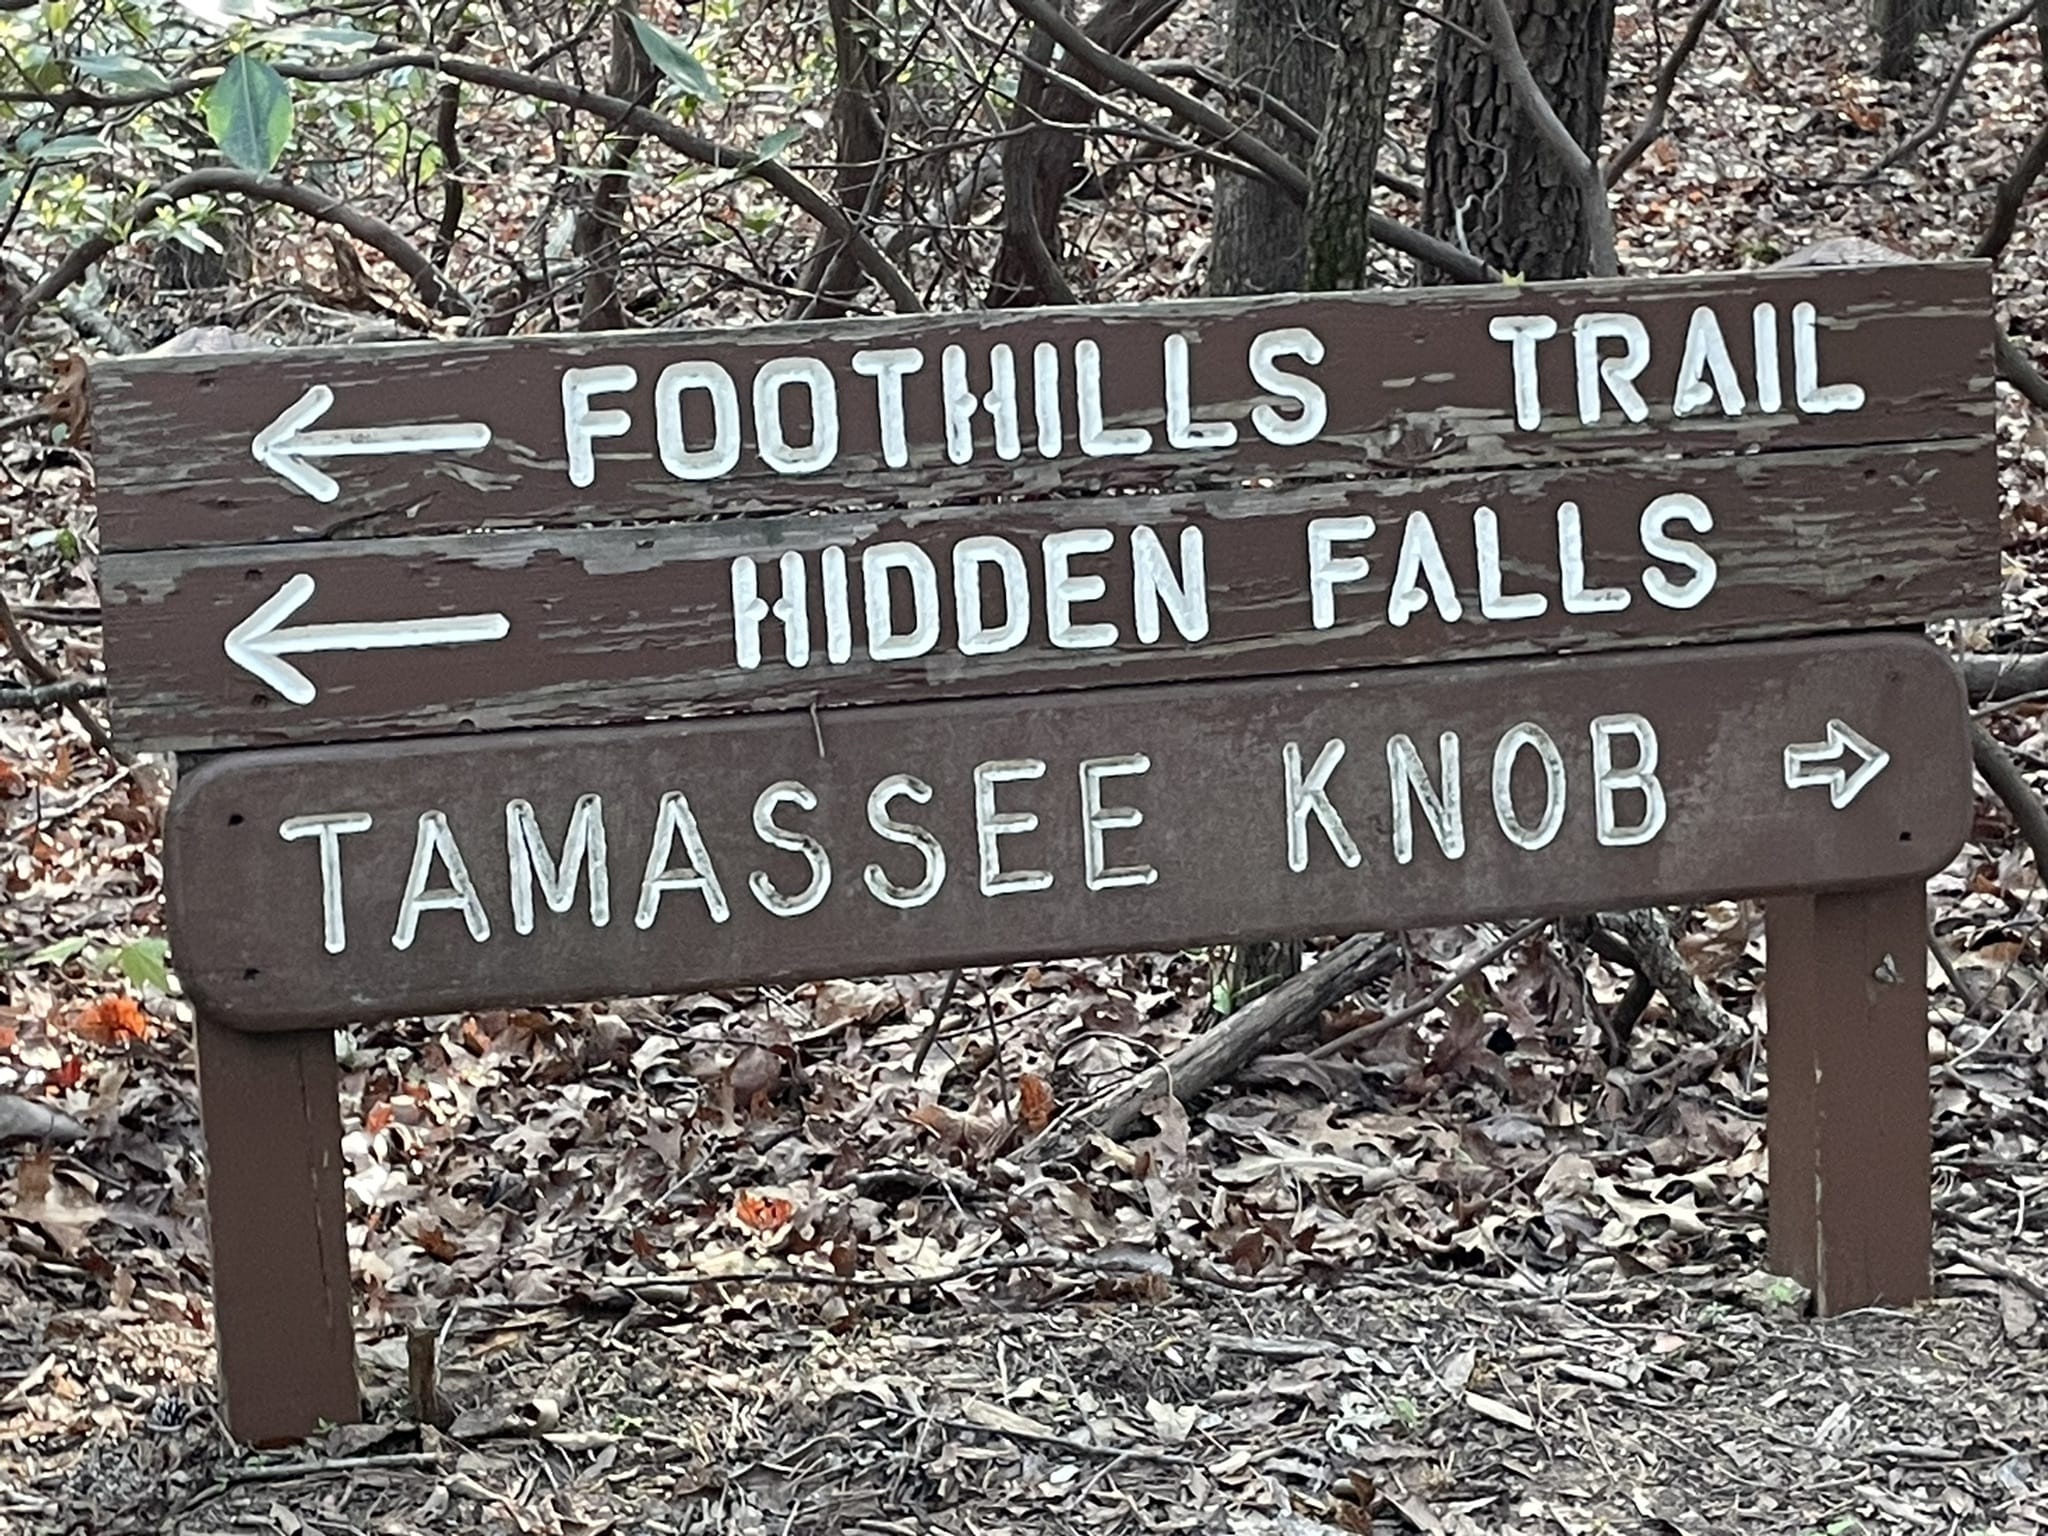 ← FOOTHILLS TRAIL
← HIDDEN FALLS
TAMASSEE KNOB ⇨